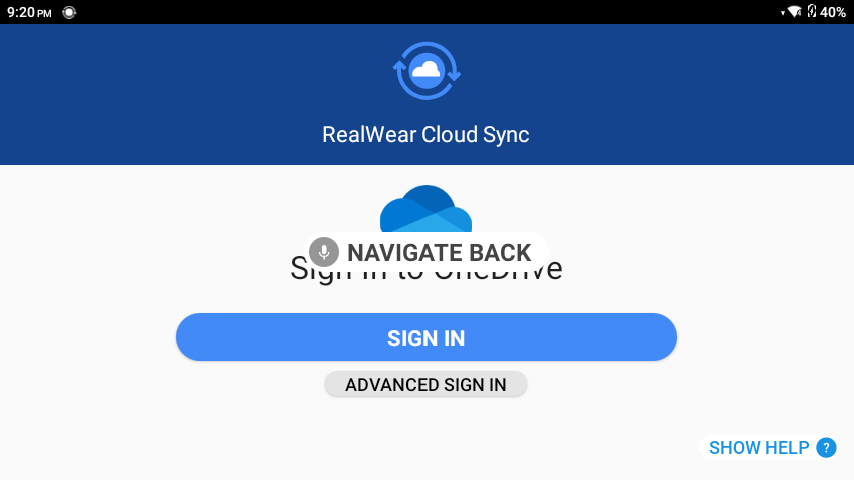 9:20 PM
40%
RealWear Cloud Sync
NAVIGATE BACK
Sign In to OneDrive
SIGN IN
ADVANCED SIGN IN
SHOW HELP ?